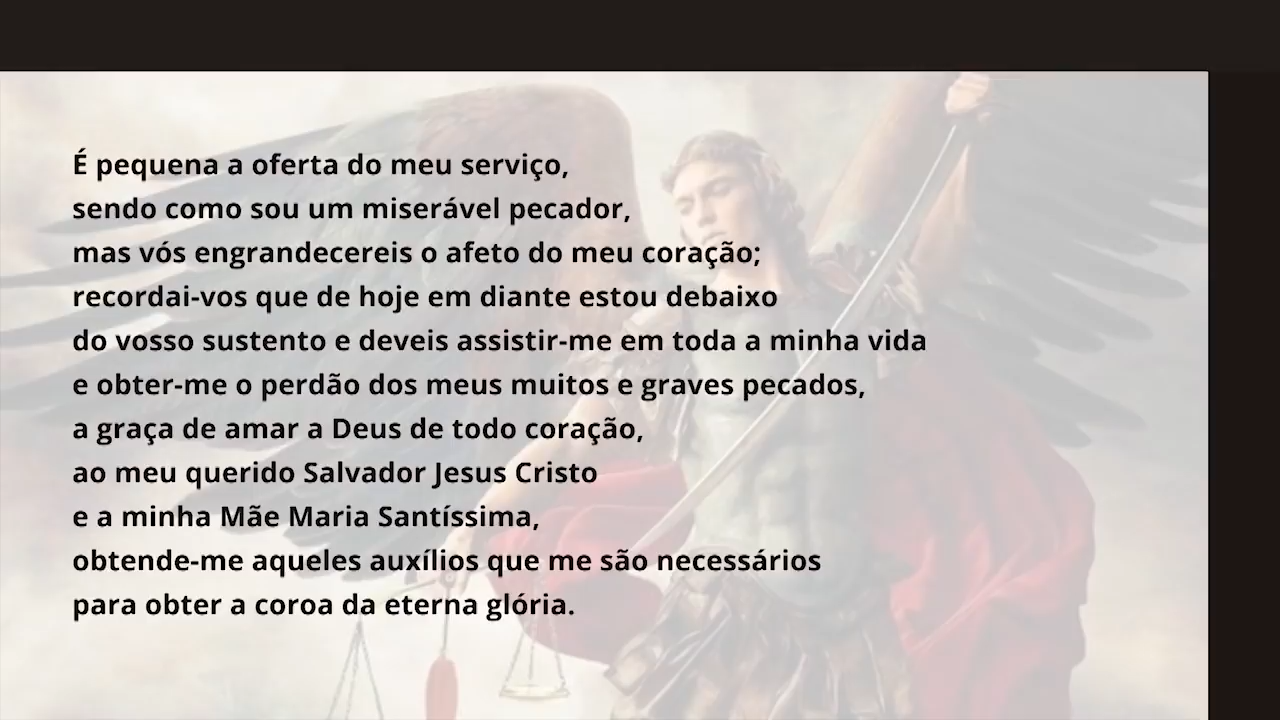 É pequena a oferta do meu serviço,
sendo como sou um miserável pecador,
mas vós engrandecereis o afeto do meu coração;
recordai-vos que de hoje em diante estou debaixo
do vosso sustento e deveis assistir-me em toda a minha vida
e obter-me o perdão dos meus muitos e graves pecados,
a graça de amar a Deus de todo coração,
ao meu querido Salvador Jesus Cristo
e a minha Mãe Maria Santíssima,
obtende-me aqueles auxílios que me são necessários
para obter a coroa da eterna glória.